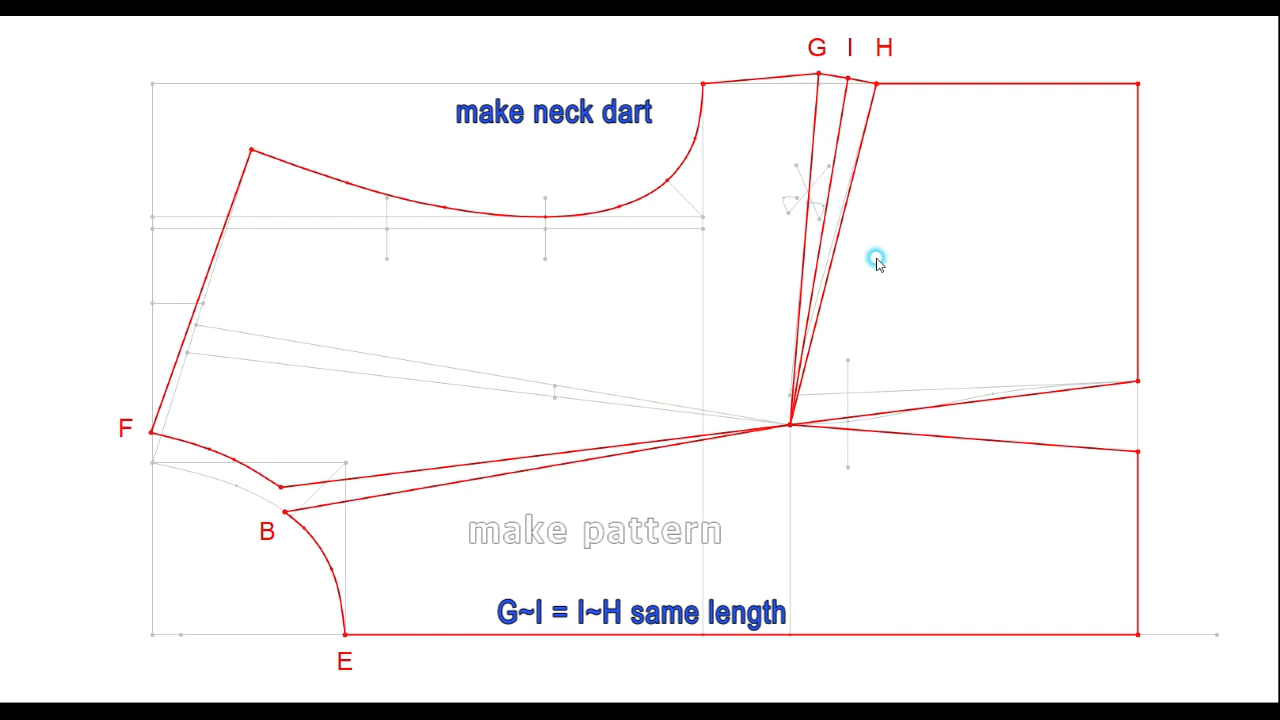 G I H
make neck dart
F
B
make pattern
G~I = I~H same length
E